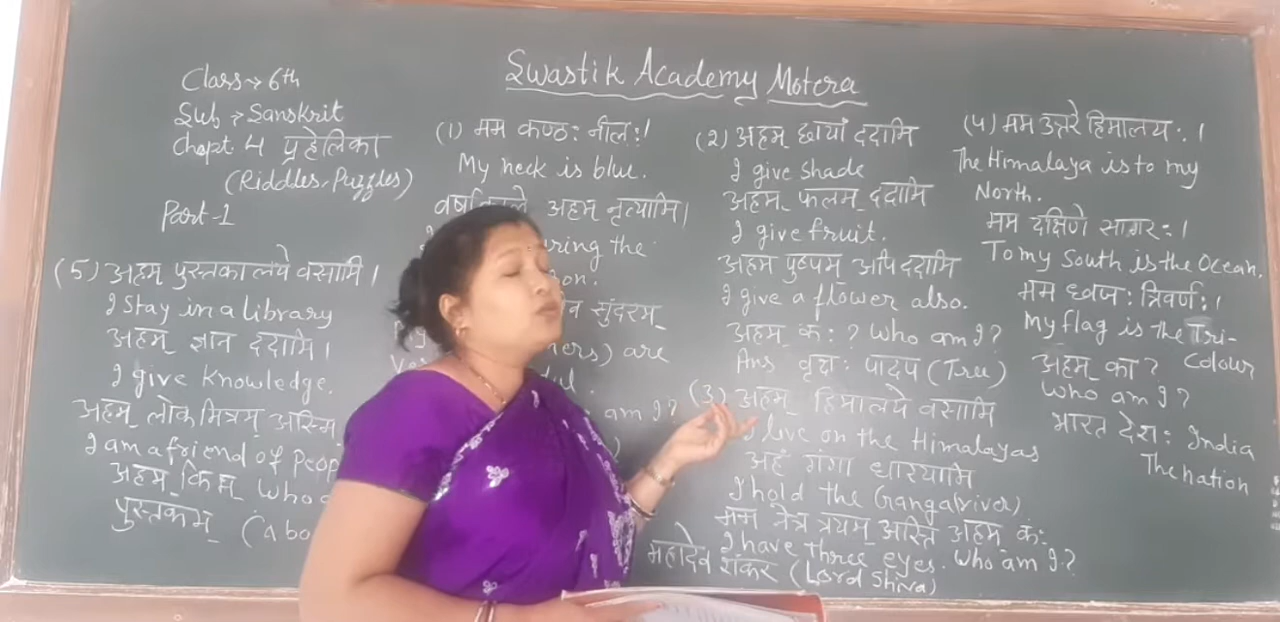 Swastik Academy Motera
Class → 6th
Sub → Sanskrit
Chapt. 4 प्रहेलिका
(Riddles, Puzzles)
Part-1
(1) मम कण्ठः नीलः।
My neck is blue.
अहम् नृत्यामि।
ring the
सुंदरम्
are
am I?
(2) अहम् छायाँ ददामि
I give shade
अहम् फलम् ददामि
I give fruit.
अहम पुष्पम् अपि ददामि
I give a flower also.
अहम् कः ? Who am I?
Ans वृक्षः पादप (Tree)
(3) अहम् हिमालये वसामि
I live on the Himalayas
अहं गंगा धारयामि
I hold the Ganga(river)
मम नेत्र त्रयम् अस्ति अहम् कः
I have three eyes. Who am I?
महादेव शंकर (Lord Shiva)
(4) मम उत्तरे हिमालयः।
The Himalaya is to my
North.
मम दक्षिणे सागरः।
To my South is the Ocean.
मम ध्वजः त्रिवर्णः।
My flag is the Tri-
Colour
अहम् का ?
Who am I?
भारत देशः India
The nation
(5) अहम् पुस्तकालये वसामि।
I Stay in a library
अहम् ज्ञान ददामि।
I give knowledge.
अहम् लोकमित्रम् अस्मि
I am a friend of Peop
अहम् किम् Who
पुस्तकम् (a bo